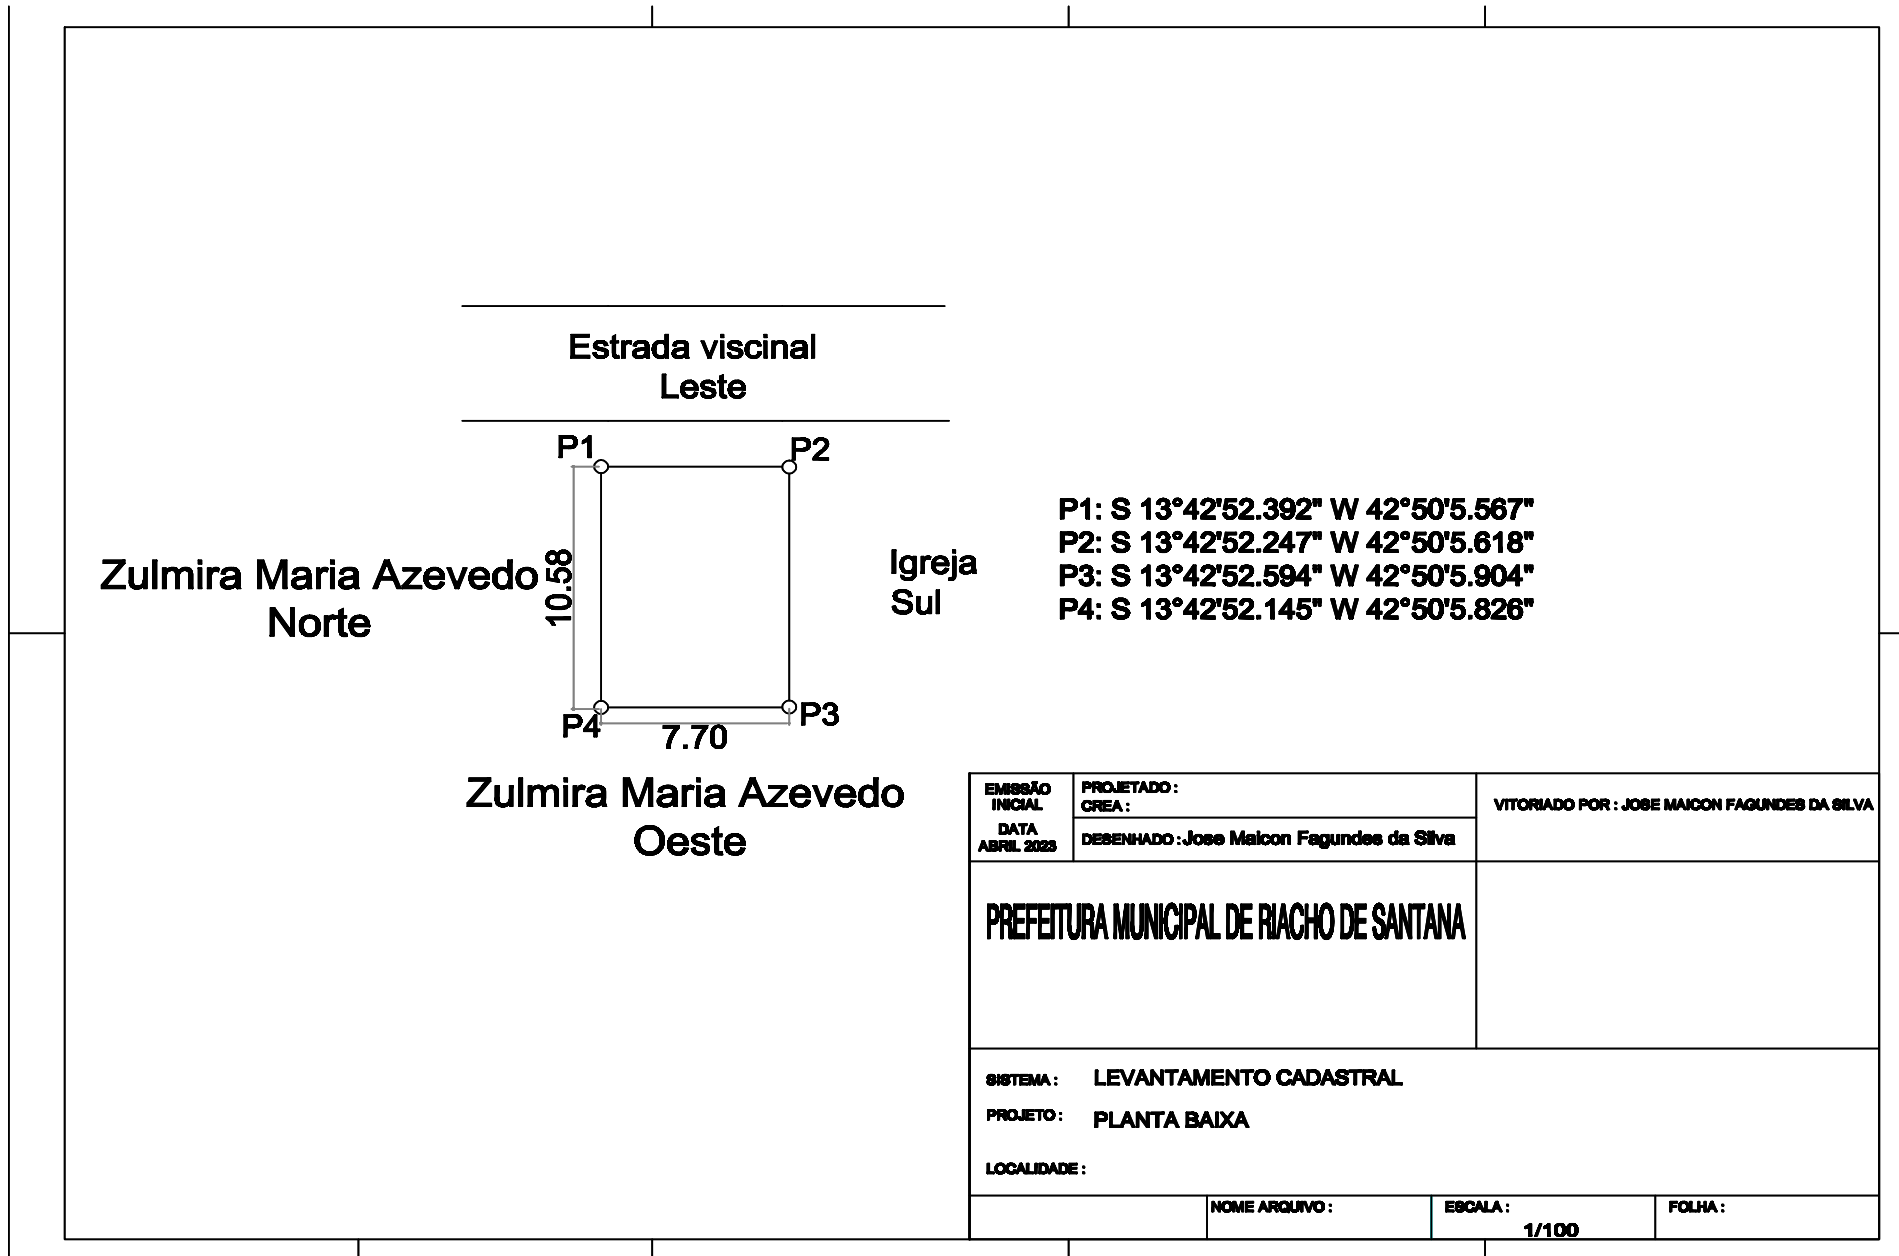 Estrada viscinal
Leste
P1
P2
10.58
Zulmira Maria Azevedo
Norte
Igreja
Sul
P1: S 13°42'52.392" W 42°50'5.567"
P2: S 13°42'52.247" W 42°50'5.618"
P3: S 13°42'52.594" W 42°50'5.904"
P4: S 13°42'52.145" W 42°50'5.826"
P4
P3
7.70
Zulmira Maria Azevedo
Oeste
EMISSÃO
INICIAL
DATA
ABRIL 2023
PROJETADO :
CREA :
DESENHADO : Jose Maicon Fagundes da Silva
VITORIADO POR : JOSE MAICON FAGUNDES DA SILVA
PREFEITURA MUNICIPAL DE RIACHO DE SANTANA
SISTEMA : LEVANTAMENTO CADASTRAL
PROJETO : PLANTA BAIXA
LOCALIDADE :
NOME ARQUIVO :
ESCALA :
1/100
FOLHA :